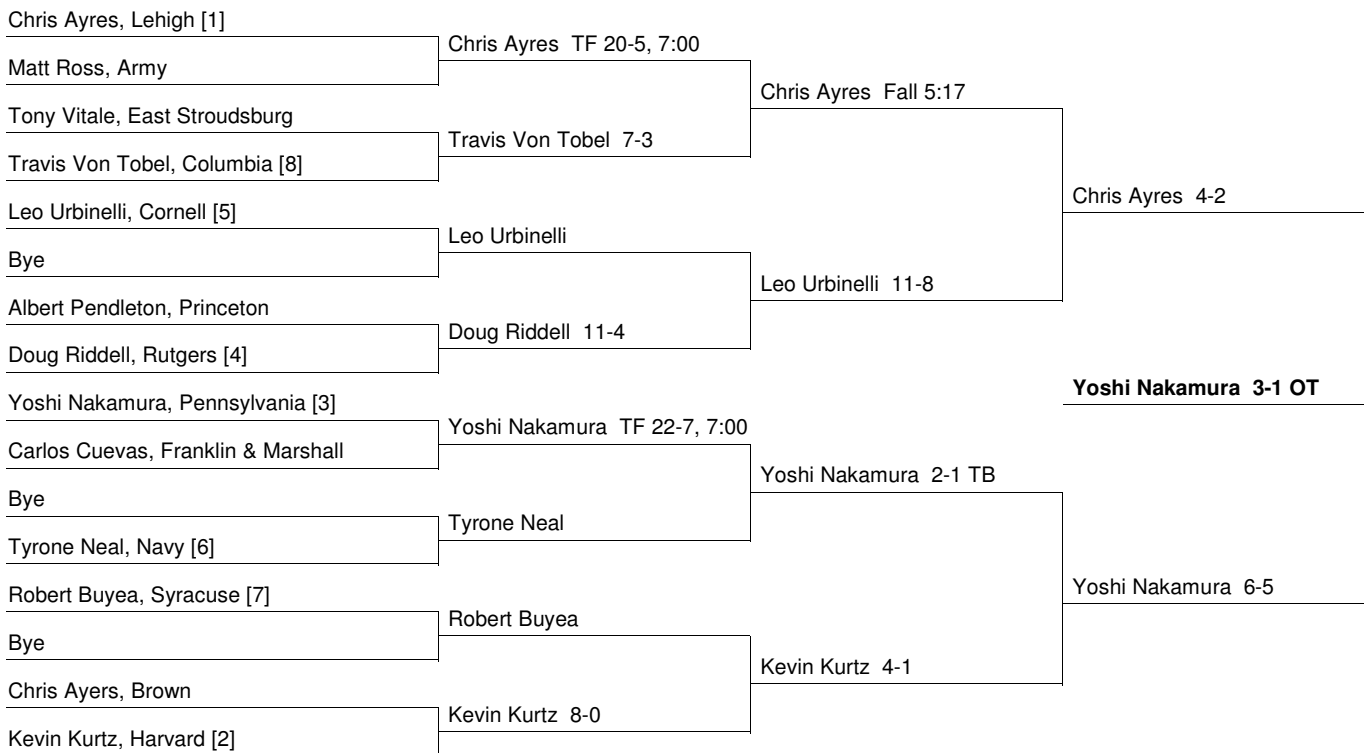 Chris Ayres, Lehigh [1]
Matt Ross, Army
Tony Vitale, East Stroudsburg
Travis Von Tobel, Columbia [8]
Leo Urbinelli, Cornell [5]
Bye
Albert Pendleton, Princeton
Doug Riddell, Rutgers [4]
Yoshi Nakamura, Pennsylvania [3]
Carlos Cuevas, Franklin & Marshall
Bye
Tyrone Neal, Navy [6]
Robert Buyea, Syracuse [7]
Bye
Chris Ayers, Brown
Kevin Kurtz, Harvard [2]
Chris Ayres TF 20-5, 7:00
Travis Von Tobel 7-3
Leo Urbinelli
Doug Riddell 11-4
Yoshi Nakamura TF 22-7, 7:00
Tyrone Neal
Robert Buyea
Kevin Kurtz 8-0
Chris Ayres Fall 5:17
Leo Urbinelli 11-8
Yoshi Nakamura 2-1 TB
Kevin Kurtz 4-1
Chris Ayres 4-2
Yoshi Nakamura 6-5
Yoshi Nakamura 3-1 OT